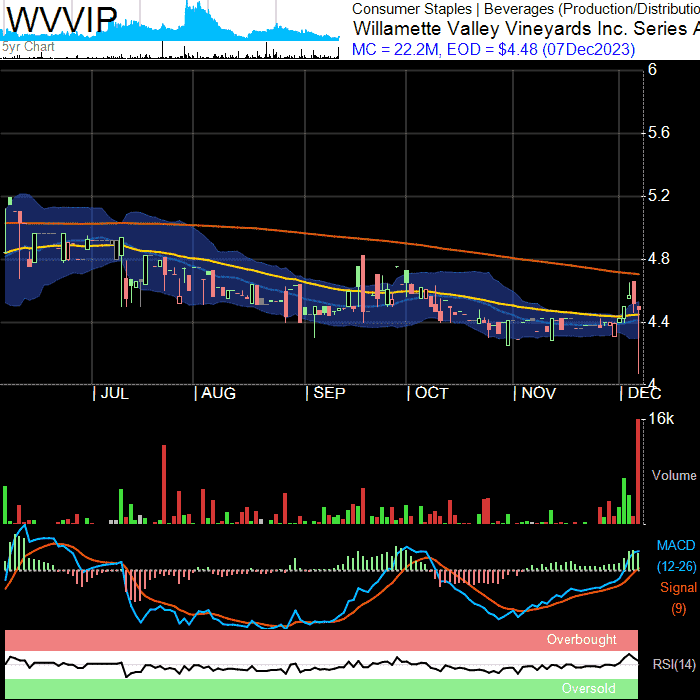 WVVIP
5yr Chart
Consumer Staples | Beverages (Production/Distributio
Willamette Valley Vineyards Inc. Series A
MC = 22.2M, EOD = $4.48 (07Dec2023)
6
5.6
5.2
4.8
4.4
4
| JUL | AUG | SEP | OCT | NOV | DEC
16k
Volume
MACD
(12-26)
Signal
(9)
Overbought
RSI(14)
Oversold